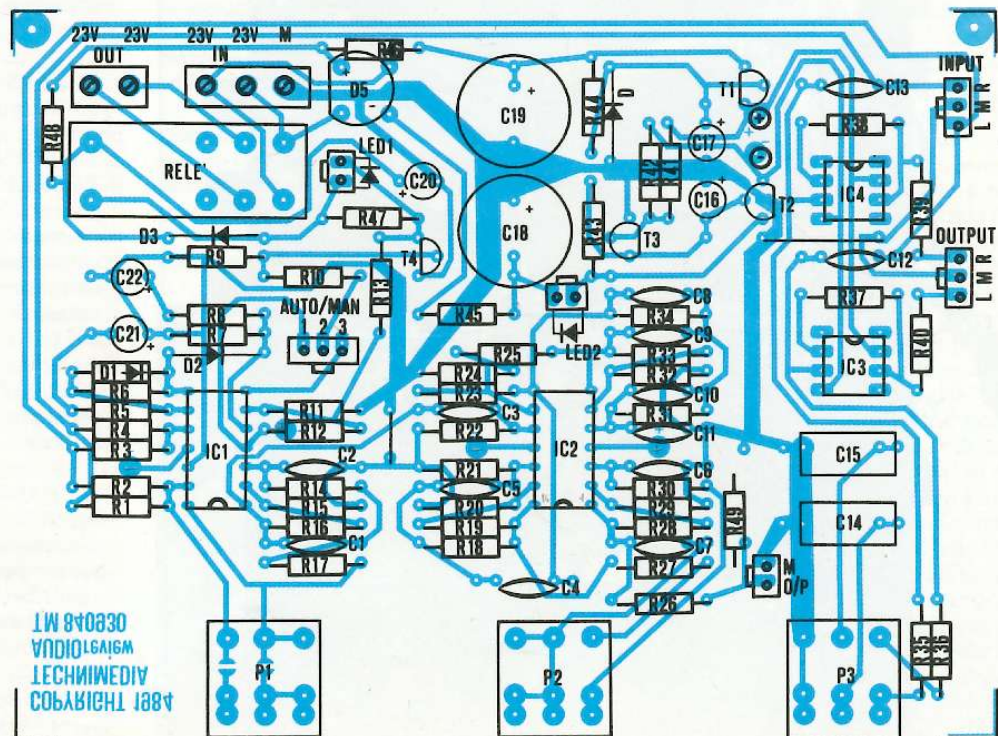 23V 23V 23V 23V M
OUT IN
R46
D5
R48
RELE'
LED1
C19
C20
R44
D
T1
C17
R42
R41
C13
INPUT
L M R
R38
IC4
R39
C16
T2
R47
D3
T4
R9
C18
R43
T3
OUTPUT
L M R
C12
C22
R10
R13
AUTO/MAN
1 2 3
R8
R7
C21
D2
R45
C8
R34
C9
LED2
R37
R40
IC3
D1
R6
R5
R4
R3
R2
R1
IC1
R11
R12
C2
R14
R15
R16
C1
R17
R25
R24
R23
C3
R22
IC2
R21
C5
R20
R19
R18
C4
R33
R32
C10
R31
C11
C6
R30
R29
R28
C7
R27
R26
R49
M
O/P
C15
C14
R35
R36
P1
P2
P3
TM 840930
AUDIOreview
TECHNIMEDIA
COPYRIGHT 1984